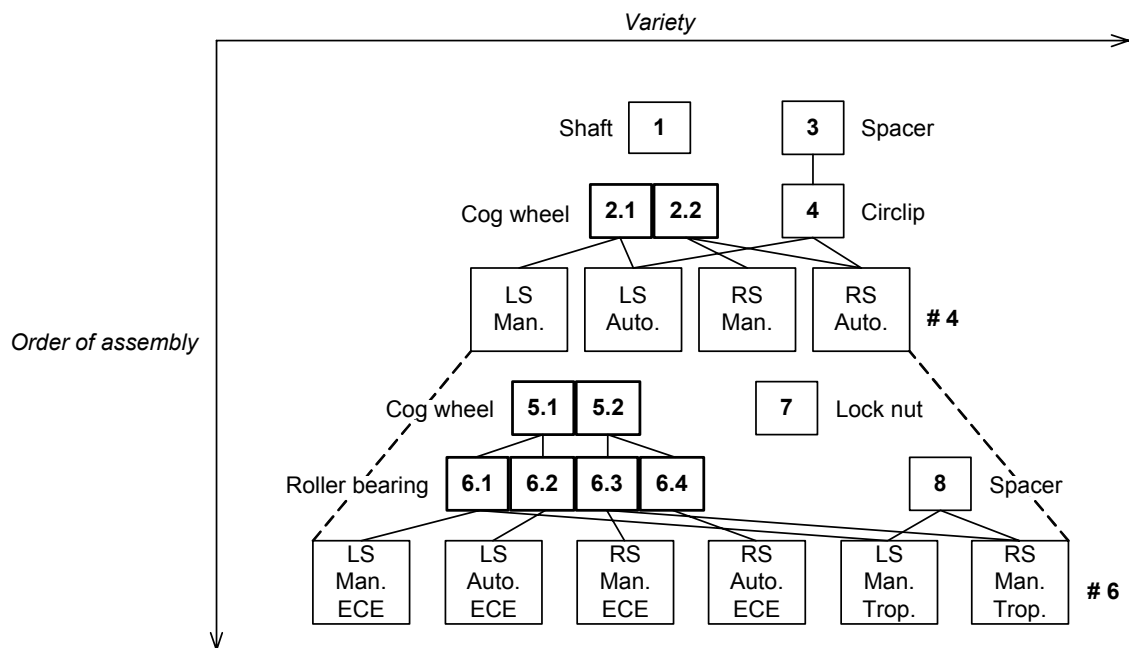 Variety
Shaft 1 3 Spacer
Cog wheel 2.1 2.2 4 Circlip
LS Man.
LS Auto.
RS Man.
RS Auto.
# 4
Order of assembly
Cog wheel 5.1 5.2 7 Lock nut
Roller bearing 6.1 6.2 6.3 6.4 8 Spacer
LS Man. ECE
LS Auto. ECE
RS Man. ECE
RS Auto. ECE
LS Man. Trop.
RS Man. Trop.
# 6